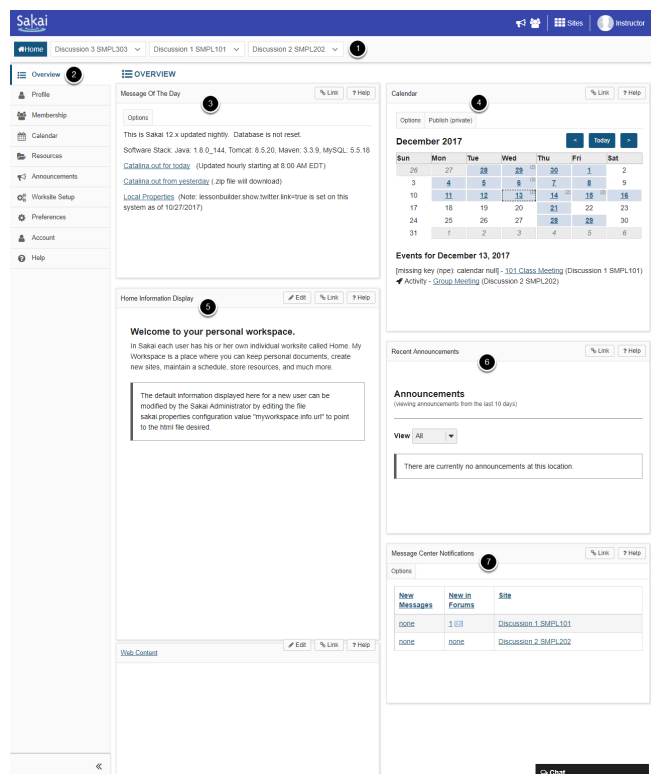 Sakai
Sites
Instructor
Home
Discussion 3 SMPL303
Discussion 1 SMPL101
Discussion 2 SMPL202
1
Overview
2
Profile
Membership
Calendar
Resources
Announcements
Worksite Setup
Preferences
Account
Help
OVERVIEW
Message Of The Day
Link
? Help
3
Options
This is Sakai 12.x updated nightly. Database is not reset.
Software Stack: Java: 1.8.0_144, Tomcat: 8.5.20, Maven: 3.3.9, MySQL: 5.5.18
Catalina out for today (Updated hourly starting at 8:00 AM EDT)
Catalina out from yesterday (.zip file will download)
Local Properties (Note: lessonbuilder.show.twitter.link=true is set on this
system as of 10/27/2017)
Home Information Display
Edit
Link
? Help
5
Welcome to your personal workspace.
In Sakai each user has his or her own individual worksite called Home. My
Workspace is a place where you can keep personal documents, create
new sites, maintain a schedule, store resources, and much more.
The default information displayed here for a new user can be
modified by the Sakai Administrator by editing the file
sakai.properties configuration value "myworkspace.info.url" to point
to the html file desired.
Web Content
Edit
Link
? Help
Calendar
Link
? Help
4
Options Publish (private)
December 2017
< Today >
Sun Mon Tue Wed Thu Fri Sat
26 27 28 29 30 1 2
3 4 5 6 7 8 9
10 11 12 13 14 15 16
17 18 19 20 21 22 23
24 25 26 27 28 29 30
31 1 2 3 4 5 6
Events for December 13, 2017
[missing key (npe): calendar null] - 101 Class Meeting (Discussion 1 SMPL101)
Activity - Group Meeting (Discussion 2 SMPL202)
Recent Announcements
Link
? Help
6
Announcements
(viewing announcements from the last 10 days)
View All
There are currently no announcements at this location.
Message Center Notifications
Link
? Help
7
Options
New Messages New in Forums Site
none 1 Discussion 1 SMPL101
none none Discussion 2 SMPL202
Chat